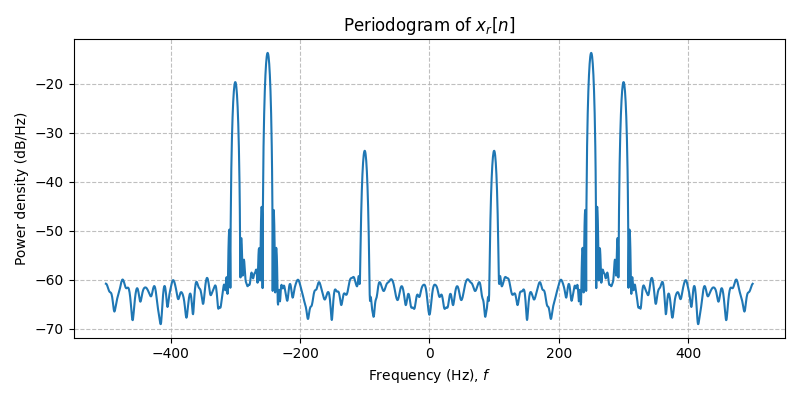 Periodogram of xᵣ[n]
Power density (dB/Hz)
−20
−30
−40
−50
−60
−70
−400 −200 0 200 400
Frequency (Hz), f